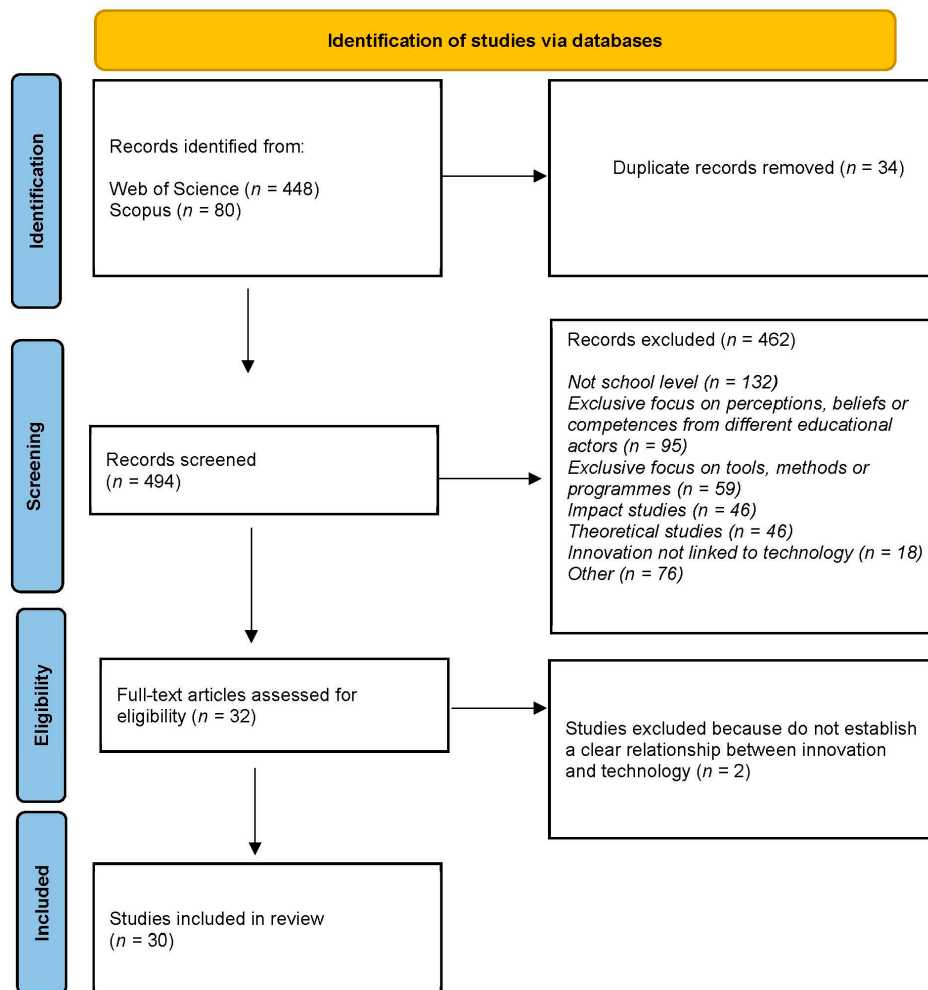 Identification of studies via databases
Identification
Records identified from:
Web of Science (n = 448)
Scopus (n = 80)
Duplicate records removed (n = 34)
Screening
Records screened
(n = 494)
Records excluded (n = 462)
Not school level (n = 132)
Exclusive focus on perceptions, beliefs or
competences from different educational
actors (n = 95)
Exclusive focus on tools, methods or
programmes (n = 59)
Impact studies (n = 46)
Theoretical studies (n = 46)
Innovation not linked to technology (n = 18)
Other (n = 76)
Eligibility
Full-text articles assessed for
eligibility (n = 32)
Studies excluded because do not establish
a clear relationship between innovation
and technology (n = 2)
Included
Studies included in review
(n = 30)